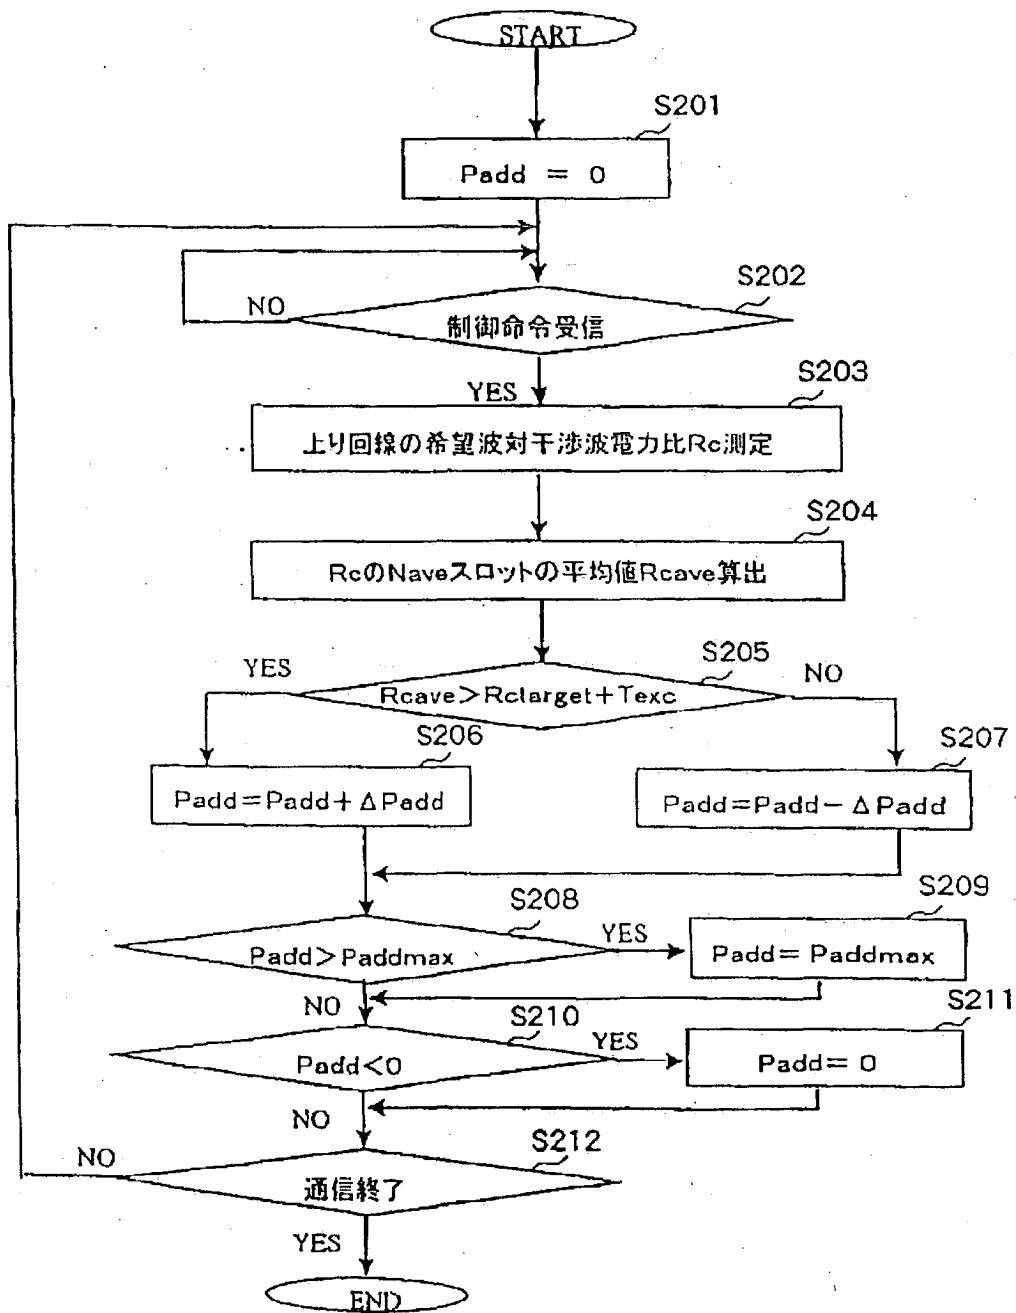 START
S201
Padd = 0
S202
NO
制御命令受信
YES
S203
上り回線の希望波対干渉波電力比Rc測定
S204
RcのNaveスロットの平均値Rcave算出
S205
YES
NO
Rcave>Rctarget+Texc
S206
S207
Padd=Padd+ΔPadd
Padd=Padd-ΔPadd
S208
S209
Padd>Paddmax
YES
Padd=Paddmax
NO
S210
S211
YES
Padd<0
Padd=0
NO
S212
NO
通信終了
YES
END